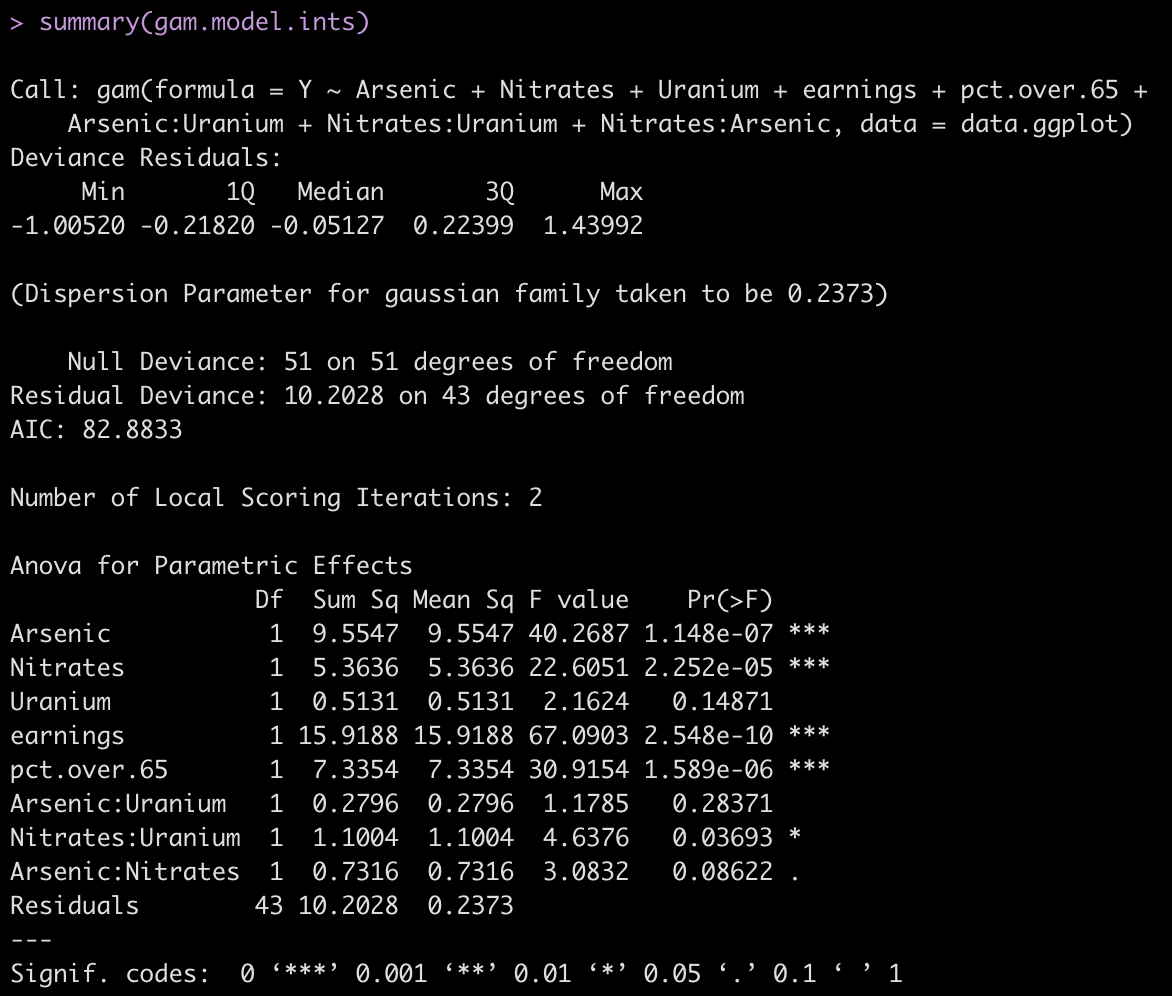 > summary(gam.model.ints)

Call: gam(formula = Y ~ Arsenic + Nitrates + Uranium + earnings + pct.over.65 +
    Arsenic:Uranium + Nitrates:Uranium + Nitrates:Arsenic, data = data.ggplot)
Deviance Residuals:
     Min       1Q   Median       3Q      Max
-1.00520 -0.21820 -0.05127  0.22399  1.43992

(Dispersion Parameter for gaussian family taken to be 0.2373)

    Null Deviance: 51 on 51 degrees of freedom
Residual Deviance: 10.2028 on 43 degrees of freedom
AIC: 82.8833

Number of Local Scoring Iterations: 2

Anova for Parametric Effects
                 Df  Sum Sq Mean Sq F value    Pr(>F)
Arsenic           1  9.5547  9.5547 40.2687 1.148e-07 ***
Nitrates          1  5.3636  5.3636 22.6051 2.252e-05 ***
Uranium           1  0.5131  0.5131  2.1624   0.14871
earnings          1 15.9188 15.9188 67.0903 2.548e-10 ***
pct.over.65       1  7.3354  7.3354 30.9154 1.589e-06 ***
Arsenic:Uranium   1  0.2796  0.2796  1.1785   0.28371
Nitrates:Uranium  1  1.1004  1.1004  4.6376   0.03693 *
Arsenic:Nitrates  1  0.7316  0.7316  3.0832   0.08622 .
Residuals        43 10.2028  0.2373
---
Signif. codes:  0 ‘***’ 0.001 ‘**’ 0.01 ‘*’ 0.05 ‘.’ 0.1 ‘ ’ 1